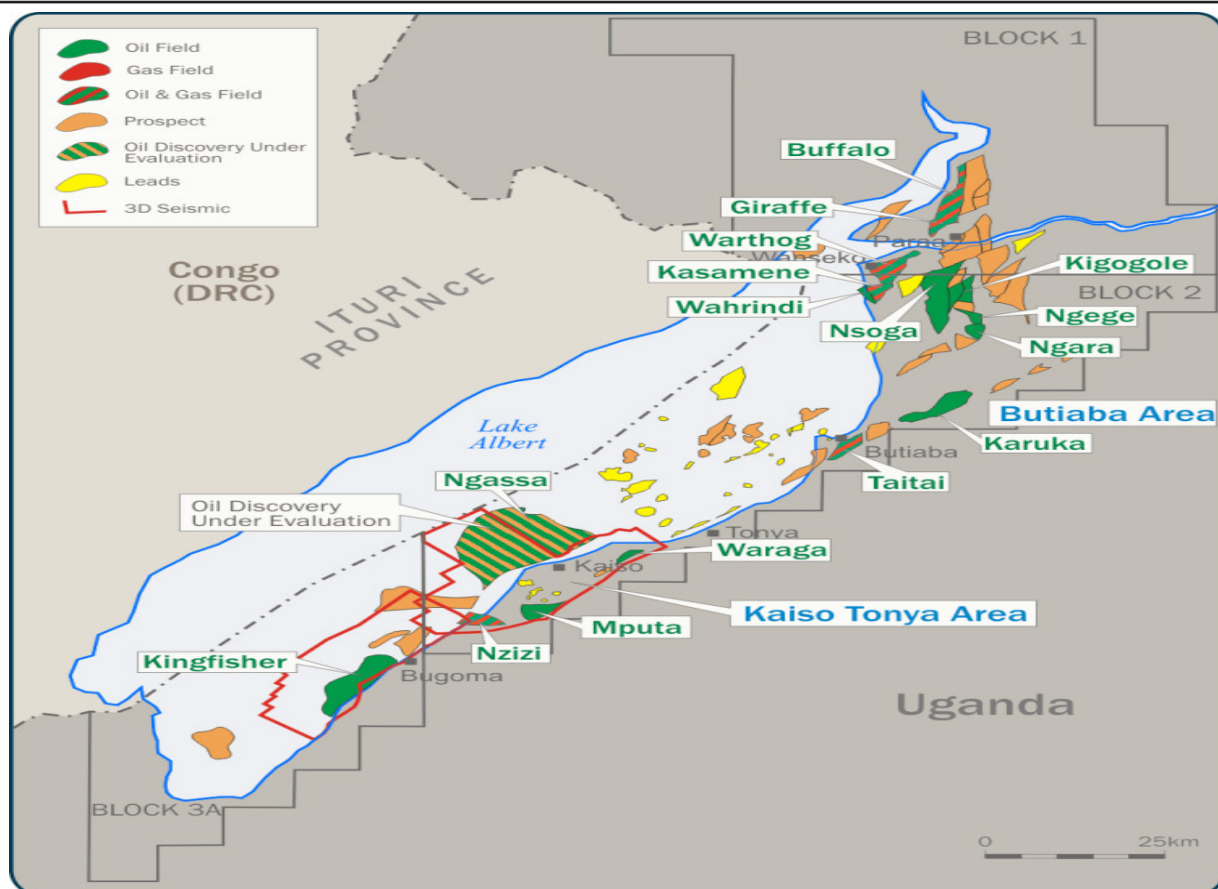 Oil Field
Gas Field
Oil & Gas Field
Prospect
Oil Discovery Under
Evaluation
Leads
3D Seismic
BLOCK 1
Buffalo
Giraffe
Paraa
Warthog
Wanseko
Kasamene
Kigogole
BLOCK 2
Wahrindi
Nsoga
Ngege
Ngara
Congo
(DRC)
ITURI
PROVINCE
Lake
Albert
Butiaba Area
Karuka
Butiaba
Taitai
Ngassa
Oil Discovery
Under Evaluation
Tonya
Waraga
Kaiso
Kaiso Tonya Area
Mputa
Nzizi
Kingfisher
Bugoma
Uganda
BLOCK 3A
0 25km